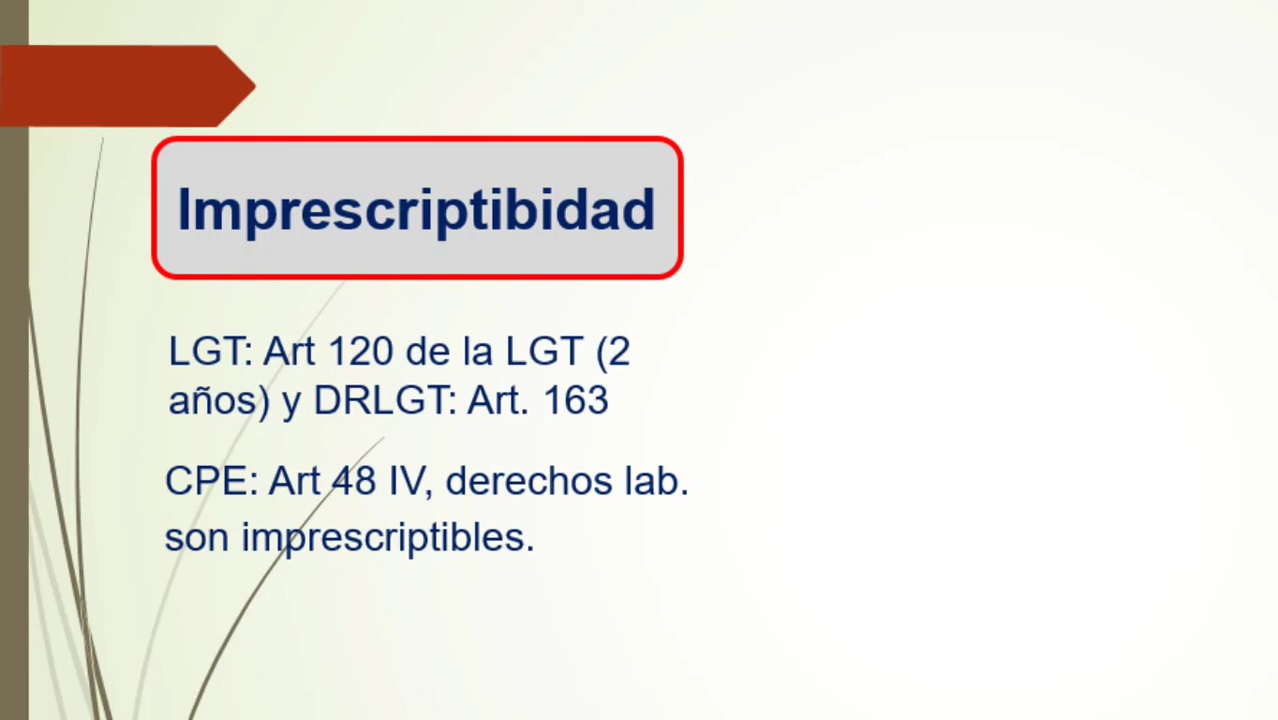 Imprescriptibidad
LGT: Art 120 de la LGT (2
años) y DRLGT: Art. 163
CPE: Art 48 IV, derechos lab.
son imprescriptibles.